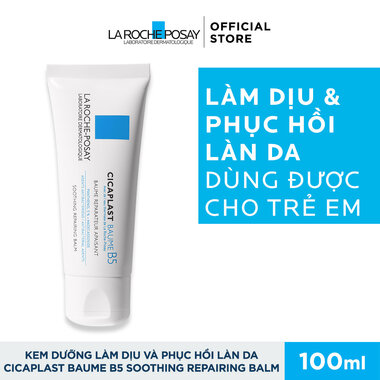 LA ROCHE-POSAY
LABORATOIRE DERMATOLOGIQUE
OFFICIAL
STORE
LÀM DỊU &
PHỤC HỒI
LÀN DA
DÙNG ĐƯỢC
CHO TRẺ EM
LA ROCHE-POSAY
LABORATOIRE DERMATOLOGIQUE
CICAPLAST BAUME B5
BAUME RÉPARATEUR APAISANT
SOOTHING REPAIRING BALM
KEM DƯỠNG LÀM DỊU VÀ PHỤC HỒI LÀN DA
CICAPLAST BAUME B5 SOOTHING REPAIRING BALM
100ml